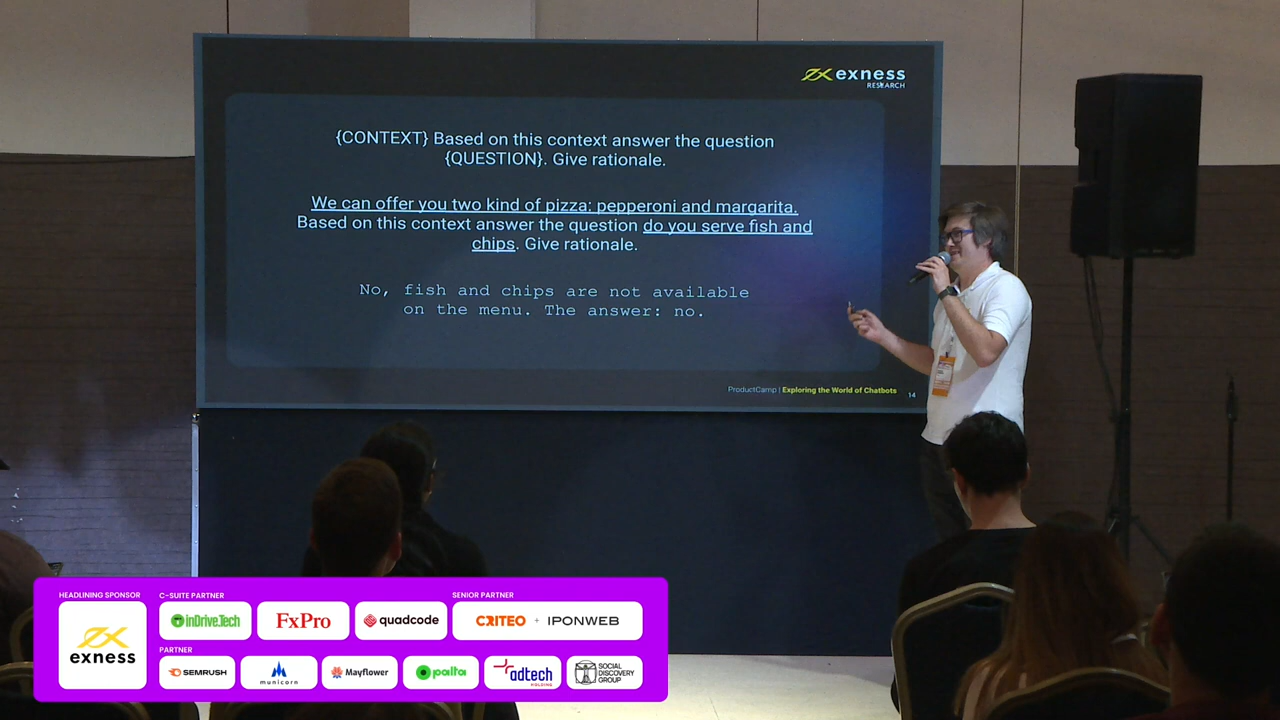 exness
RESEARCH
{CONTEXT} Based on this context answer the question
{QUESTION}. Give rationale.
We can offer you two kind of pizza: pepperoni and margarita.
Based on this context answer the question do you serve fish and
chips. Give rationale.
No, fish and chips are not available
on the menu. The answer: no.
ProductCamp | Exploring the World of Chatbots
14
HEADLINING SPONSOR
exness
C-SUITE PARTNER
inDrive.Tech
FxPro
quadcode
SENIOR PARTNER
CRITEO + IPONWEB
PARTNER
SEMRUSH
municorn
Mayflower
palta
adtech
HOLDING
SOCIAL
DISCOVERY
GROUP